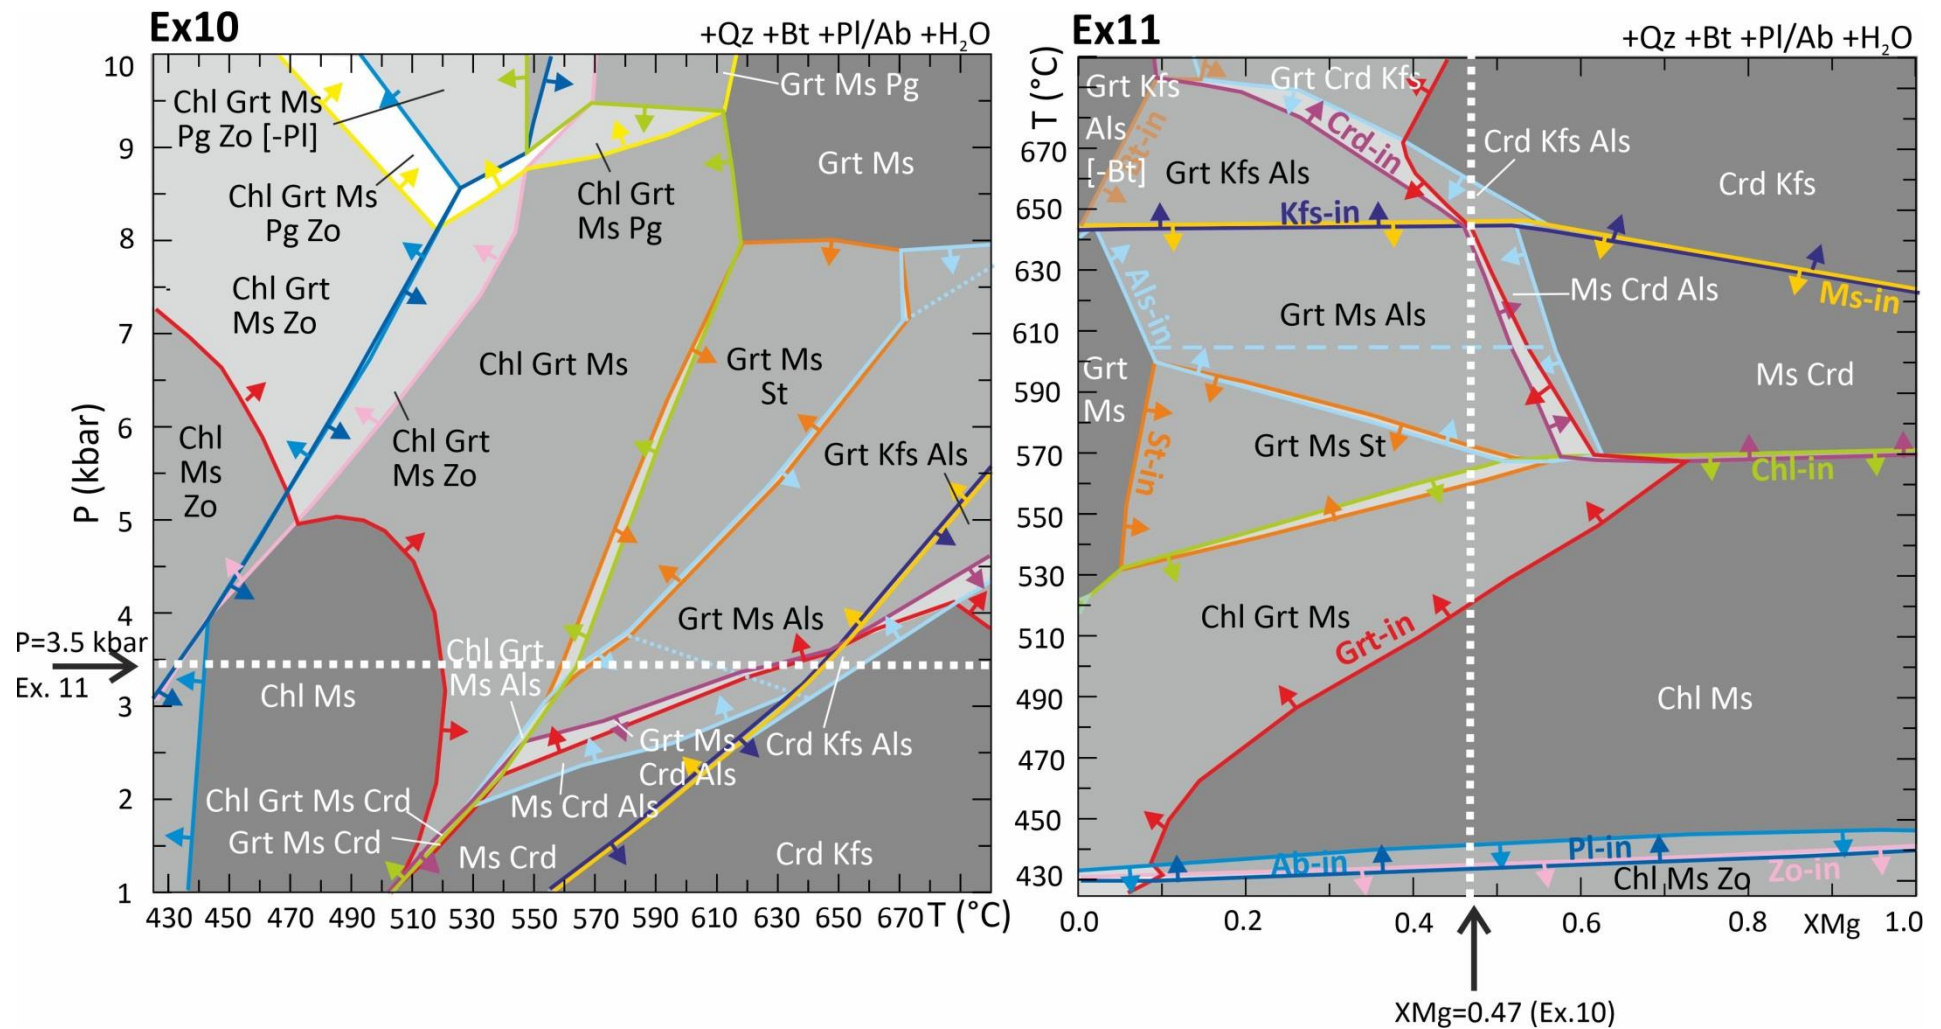 Ex10
+Qz +Bt +Pl/Ab +H₂O
10
9
8
7
6
5
4
3
2
1
P (kbar)
430 450 470 490 510 530 550 570 590 610 630 650 670 T (°C)
P=3.5 kbar
Ex. 11
Chl Grt Ms
Pg Zo [-Pl]
Chl Grt Ms
Pg Zo
Chl Grt
Ms Zo
Chl
Ms
Zo
Chl Grt
Ms Zo
Chl Grt Ms
Chl Grt
Ms Pg
Grt Ms Pg
Grt Ms
Grt Ms
St
Grt Kfs Als
Grt Ms Als
Chl Grt
Ms Als
Chl Ms
Grt Ms
Crd Als
Crd Kfs Als
Ms Crd Als
Chl Grt Ms Crd
Grt Ms Crd
Ms Crd
Crd Kfs
Ex11
+Qz +Bt +Pl/Ab +H₂O
T (°C)
670
650
630
610
590
570
550
530
510
490
470
450
430
0.0 0.2 0.4 0.6 0.8 XMg 1.0
Grt Kfs
Als
[-Bt]
Bt-in
Grt Crd Kfs
Crd-in
Crd Kfs Als
Grt Kfs Als
Crd Kfs
Kfs-in
Als-in
Ms Crd Als
Ms-in
Grt Ms Als
Grt
Ms
Ms Crd
St-in
Grt Ms St
Chl-in
Chl Grt Ms
Grt-in
Chl Ms
Ab-in
Pl-in
Zo-in
Chl Ms Zo
XMg=0.47 (Ex.10)